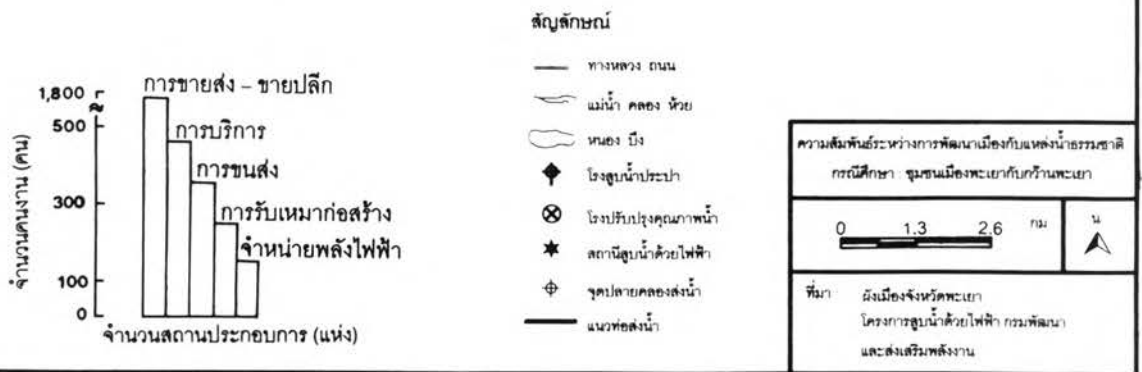 การขายส่ง – ขายปลีก
1,800
500
การบริการ
การขนส่ง
300
การรับเหมาก่อสร้าง
จำหน่ายพลังไฟฟ้า
100
0
จำนวนคนงาน (คน)
จำนวนสถานประกอบการ (แห่ง)
สัญลักษณ์
ทางหลวง ถนน
แม่น้ำ คลอง ห้วย
หนอง บึง
โรงสูบน้ำประปา
โรงปรับปรุงคุณภาพน้ำ
สถานีสูบน้ำด้วยไฟฟ้า
จุดปลายคลองส่งน้ำ
แนวท่อส่งน้ำ
ความสัมพันธ์ระหว่างการพัฒนาเมืองกับแหล่งน้ำธรรมชาติ
กรณีศึกษา : ชุมชนเมืองพะเยากับกว๊านพะเยา
0 1.3 2.6 กม
น
ที่มา ผังเมืองจังหวัดพะเยา
โครงการสูบน้ำด้วยไฟฟ้า กรมพัฒนา
และส่งเสริมพลังงาน